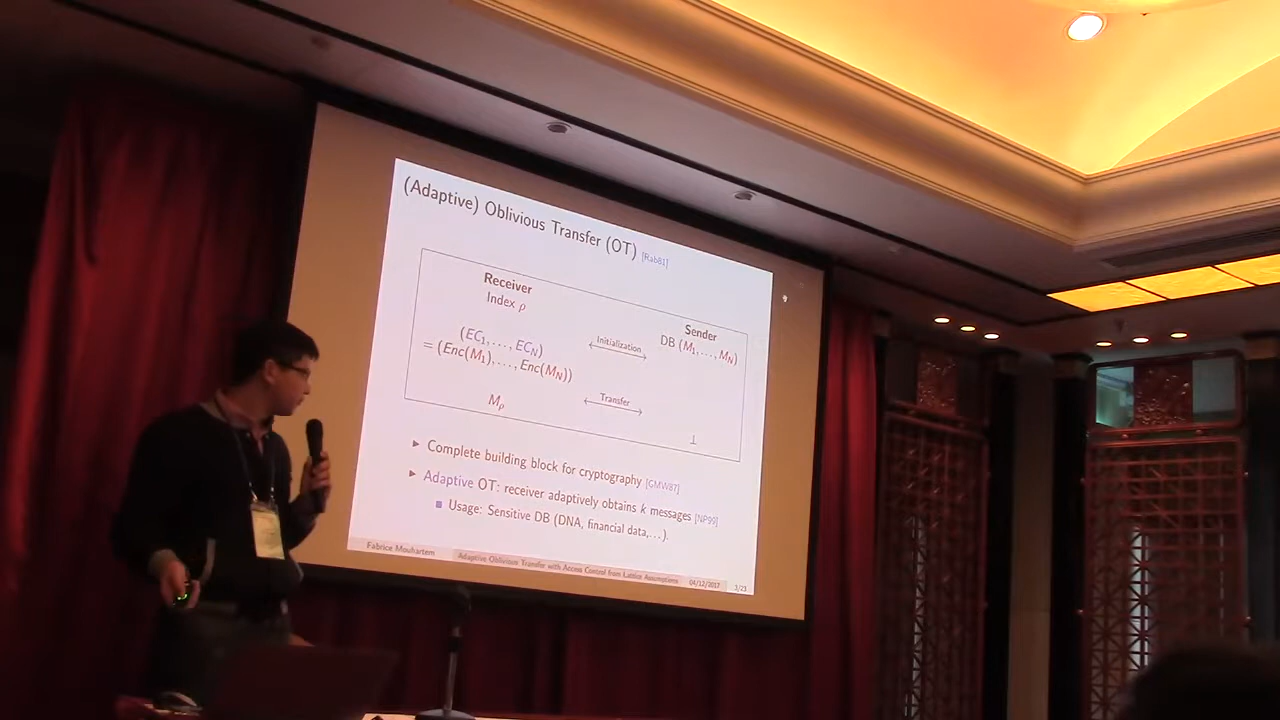 (Adaptive) Oblivious Transfer (OT) [Rab81]
Receiver
Index ρ
Sender
DB (M₁, . . . , M_N)
(EC₁, . . . , EC_N)
= (Enc(M₁), . . . , Enc(M_N))
Initialization
Transfer
M_ρ
⊥
▶ Complete building block for cryptography [GMW87]
▶ Adaptive OT: receiver adaptively obtains k messages [NP99]
■ Usage: Sensitive DB (DNA, financial data,. . . ).
Fabrice Mouhartem Adaptive Oblivious Transfer with Access Control from Lattice Assumptions 04/12/2017 3/23